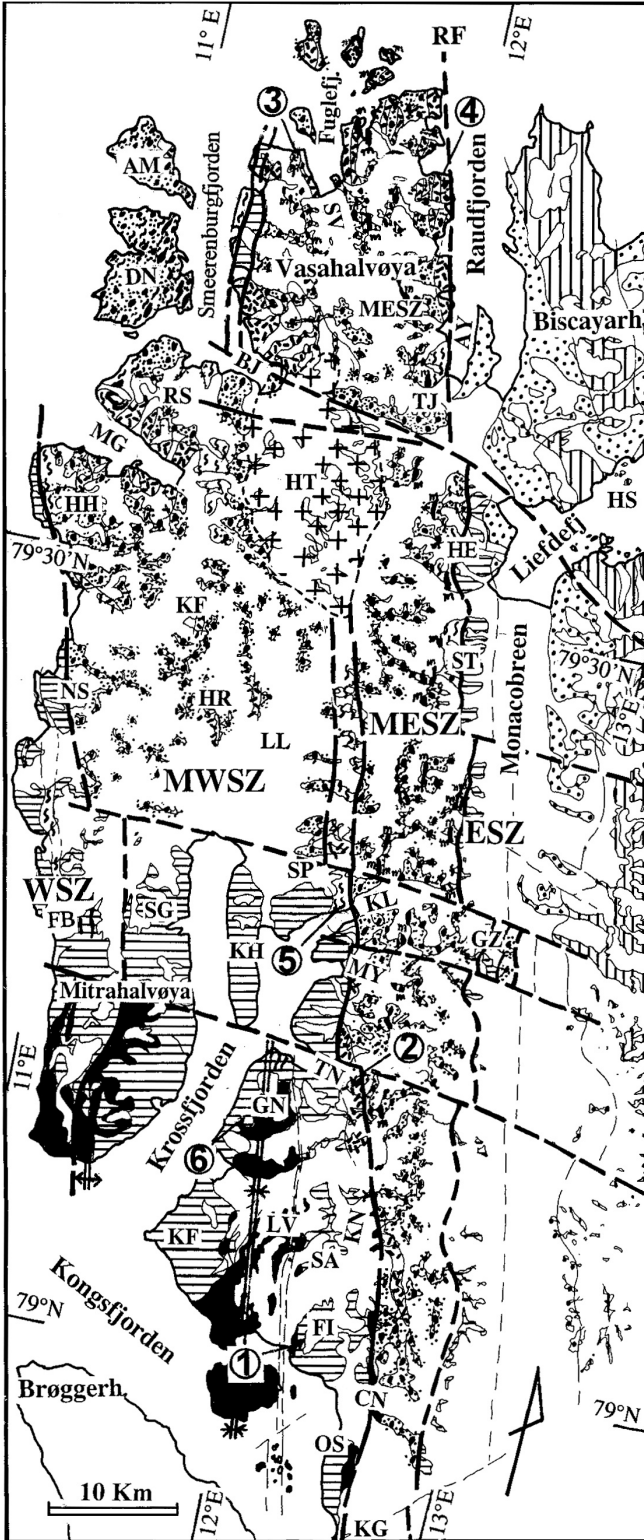 11° E
12° E
RF
Fuglefj.
3
4
AM
Smeerenburgfjorden
SV
Raudfjorden
DN
Vasahalvøya
MESZ
AY
Biscayarh.
BJ
RS
TJ
MG
HT
HS
HH
HE
Liefdefj
79°30'N
KF
ST
79°30'N
NS
HR
13°E
LL
MESZ
Monacobreen
MWSZ
ESZ
SP
WSZ
KL
FB
SG
GZ
KH
5
MY
Mitrahalvøya
2
11°E
TN
Krossfjorden
GN
6
KF
LV
KN
SA
79°N
Kongsfjorden
FI
1
Brøggerh.
CN
79°N
OS
10 Km
12°E
KG
13°E